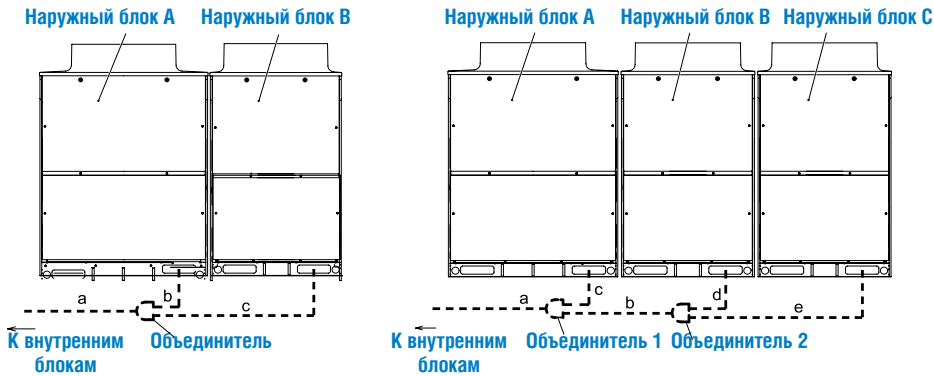 Наружный блок A Наружный блок B
b
a c
К внутренним блокам
Объединитель
Наружный блок A Наружный блок B Наружный блок C
c d
a b e
К внутренним блокам
Объединитель 1 Объединитель 2